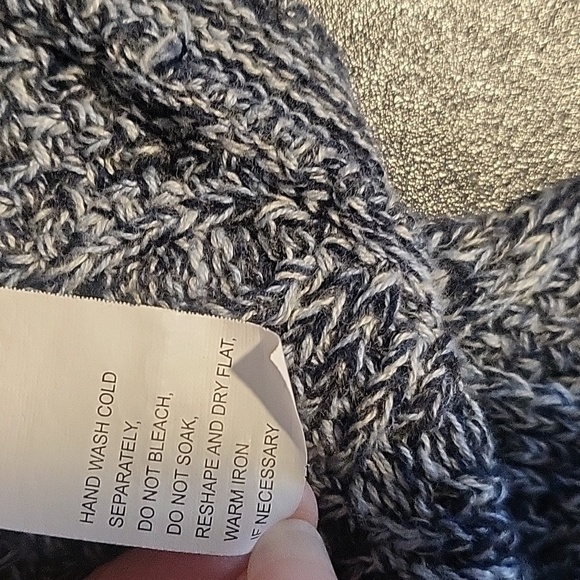 HAND WASH COLD
SEPARATELY,
DO NOT BLEACH,
DO NOT SOAK,
RESHAPE AND DRY FLAT,
WARM IRON
IF NECESSARY